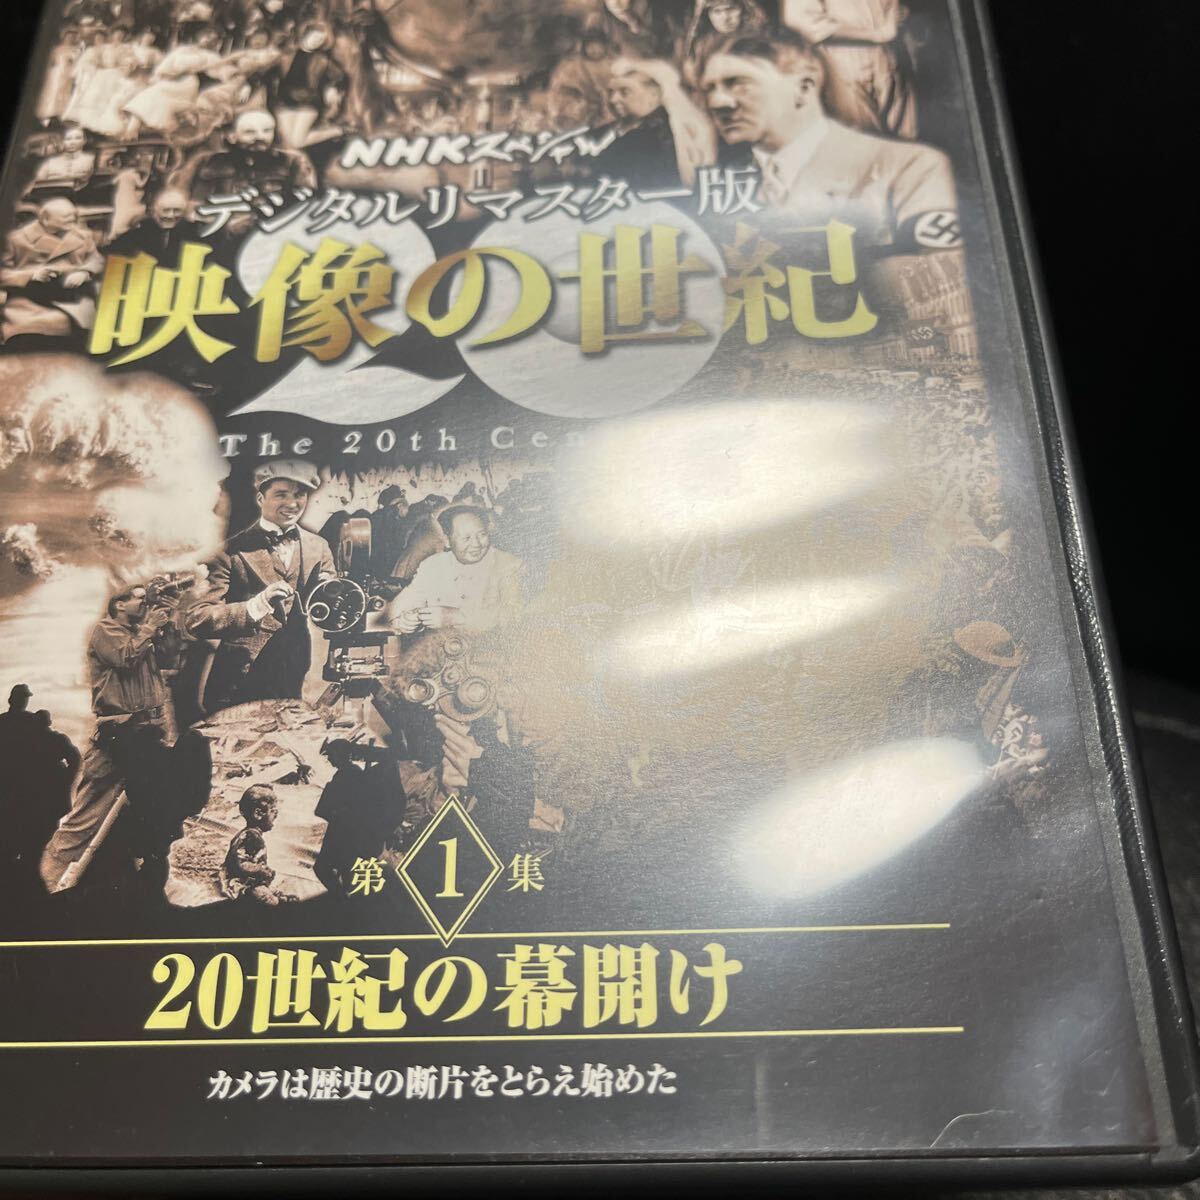 NHKスペシャル
デジタルリマスター版
映像の世紀
20
The 20th Cen
第1集
20世紀の幕開け
カメラは歴史の断片をとらえ始めた